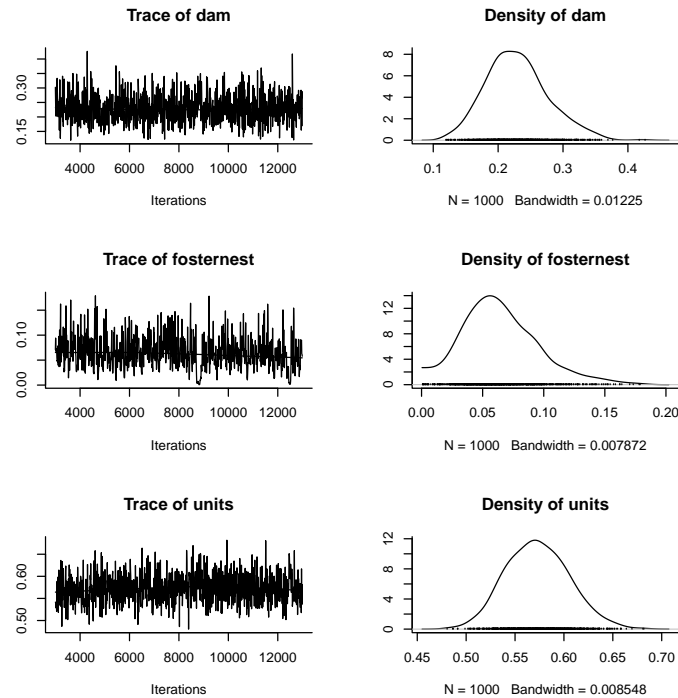 Trace of dam
0.15 0.30
4000 6000 8000 10000 12000
Iterations
Density of dam
0 2 4 6 8
0.1 0.2 0.3 0.4
N = 1000 Bandwidth = 0.01225
Trace of fosternest
0.00 0.10
4000 6000 8000 10000 12000
Iterations
Density of fosternest
0 4 8 12
0.00 0.05 0.10 0.15 0.20
N = 1000 Bandwidth = 0.007872
Trace of units
0.50 0.60
4000 6000 8000 10000 12000
Iterations
Density of units
0 4 8 12
0.45 0.50 0.55 0.60 0.65 0.70
N = 1000 Bandwidth = 0.008548